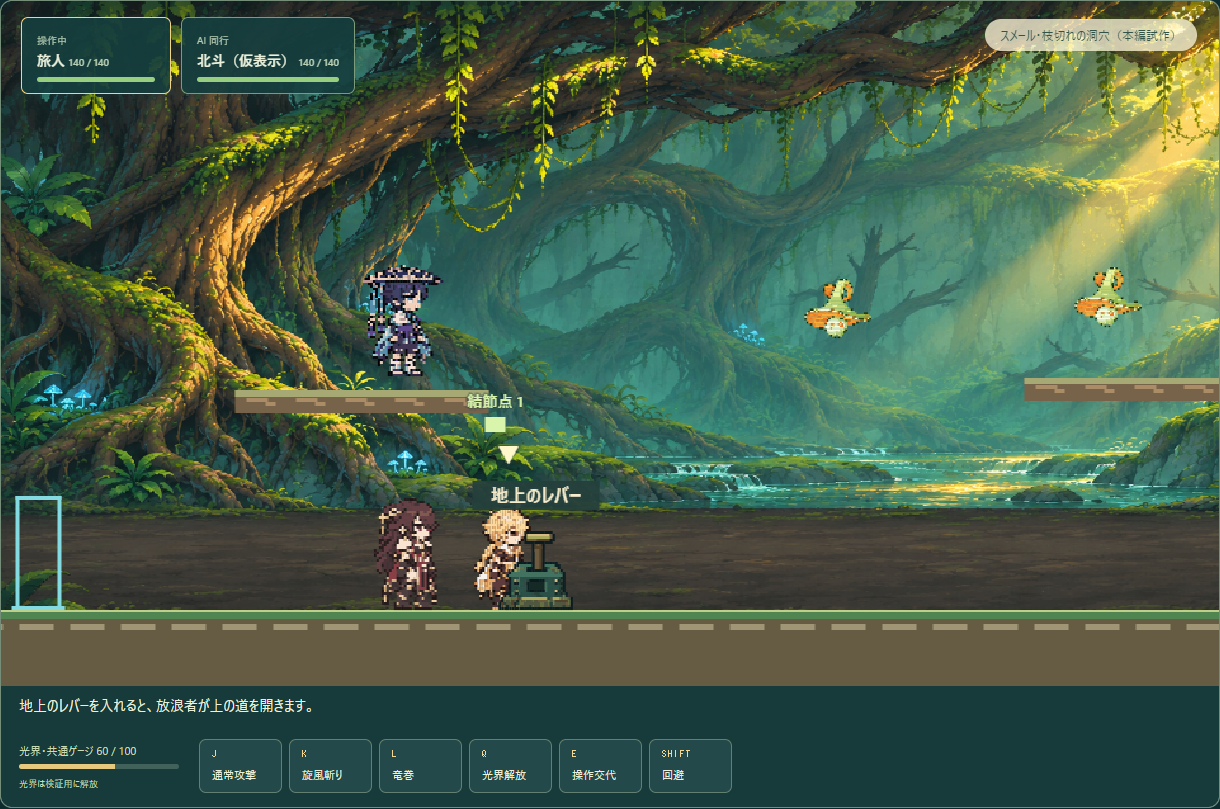 操作中
旅人 140 / 140
AI 同行
北斗（仮表示） 140 / 140
スメール・枝切れの洞穴（本編試作）
結節点 1
地上のレバー
地上のレバーを入れると、放浪者が上の道を開きます。
光界・共通ゲージ 60 / 100
光界は検証用に解放
J
通常攻撃
K
旋風斬り
L
竜巻
Q
光界解放
E
操作交代
SHIFT
回避